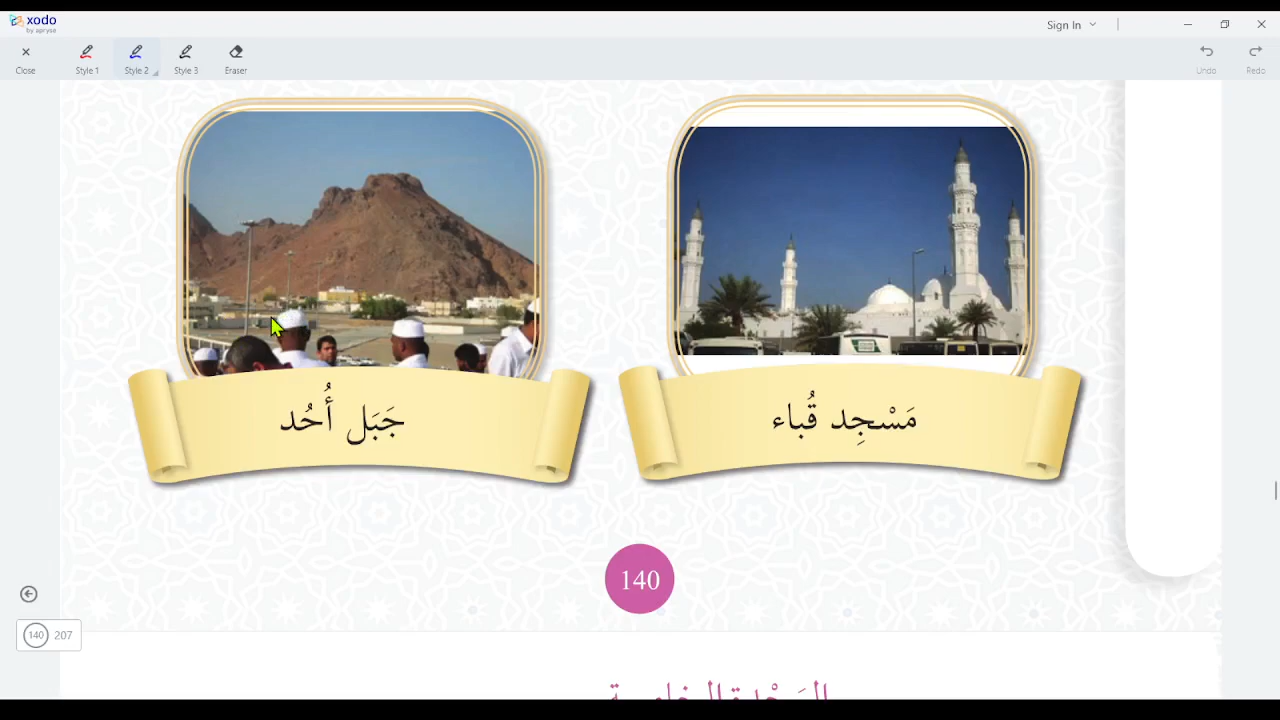 xodo
by apryse
Sign In
Close
Style 1
Style 2
Style 3
Eraser
Undo
Redo
مَسْجِد قُباء
جَبَل أُحُد
140
140 207